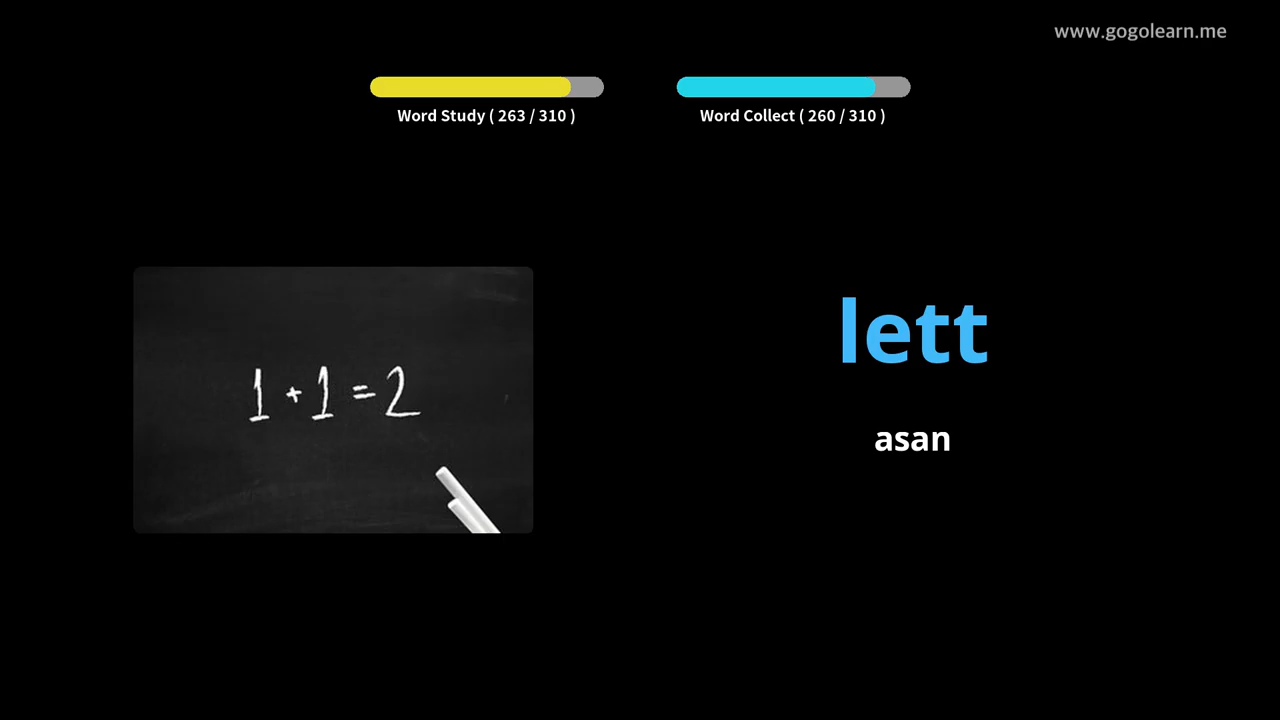 www.gogolearn.me
Word Study ( 263 / 310 )
Word Collect ( 260 / 310 )
1 + 1 = 2
lett
asan